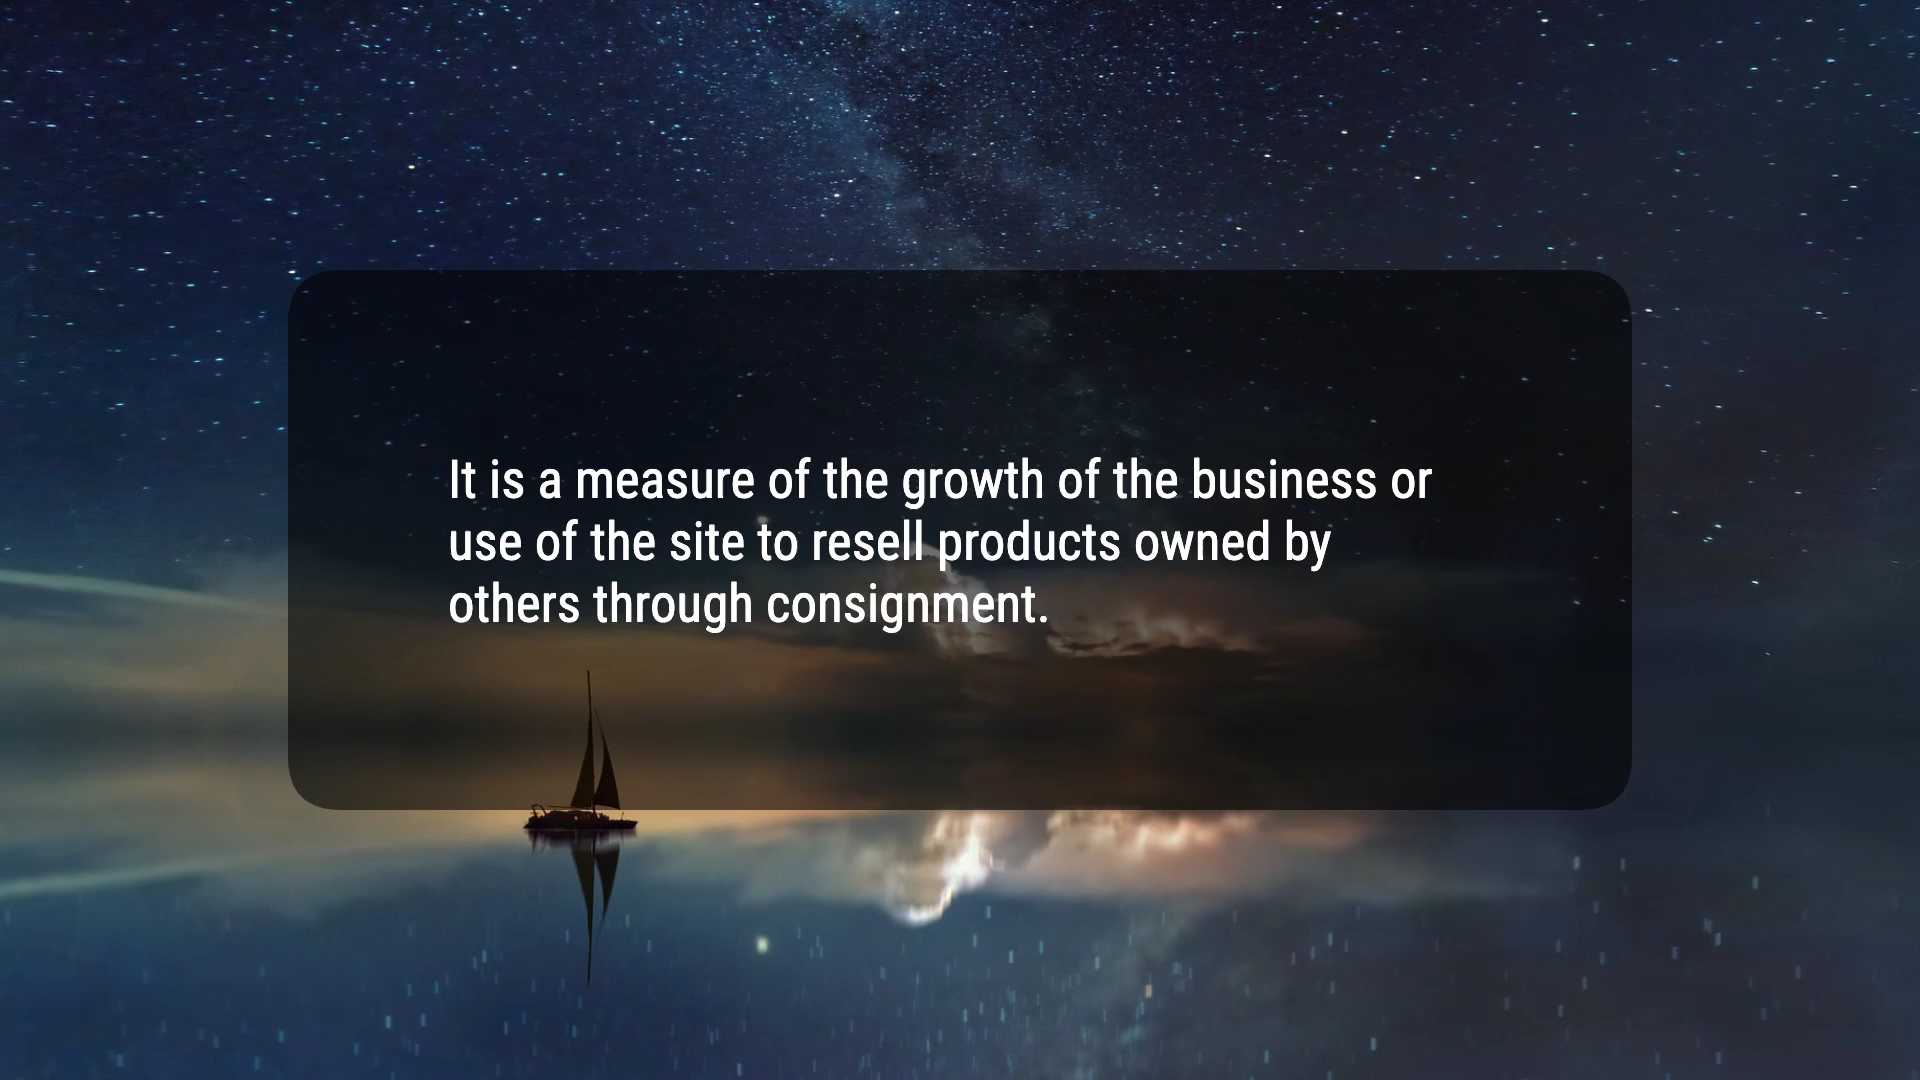 It is a measure of the growth of the business or
use of the site to resell products owned by
others through consignment.